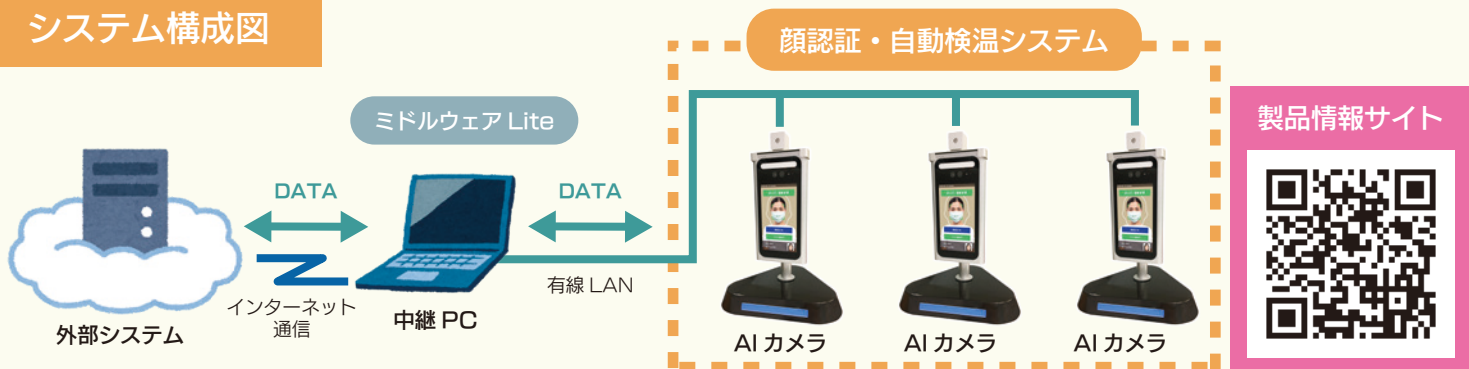 システム構成図
顔認証・自動検温システム
ミドルウェア Lite
製品情報サイト
DATA
DATA
インターネット
通信
有線 LAN
外部システム
中継 PC
AI カメラ
AI カメラ
AI カメラ